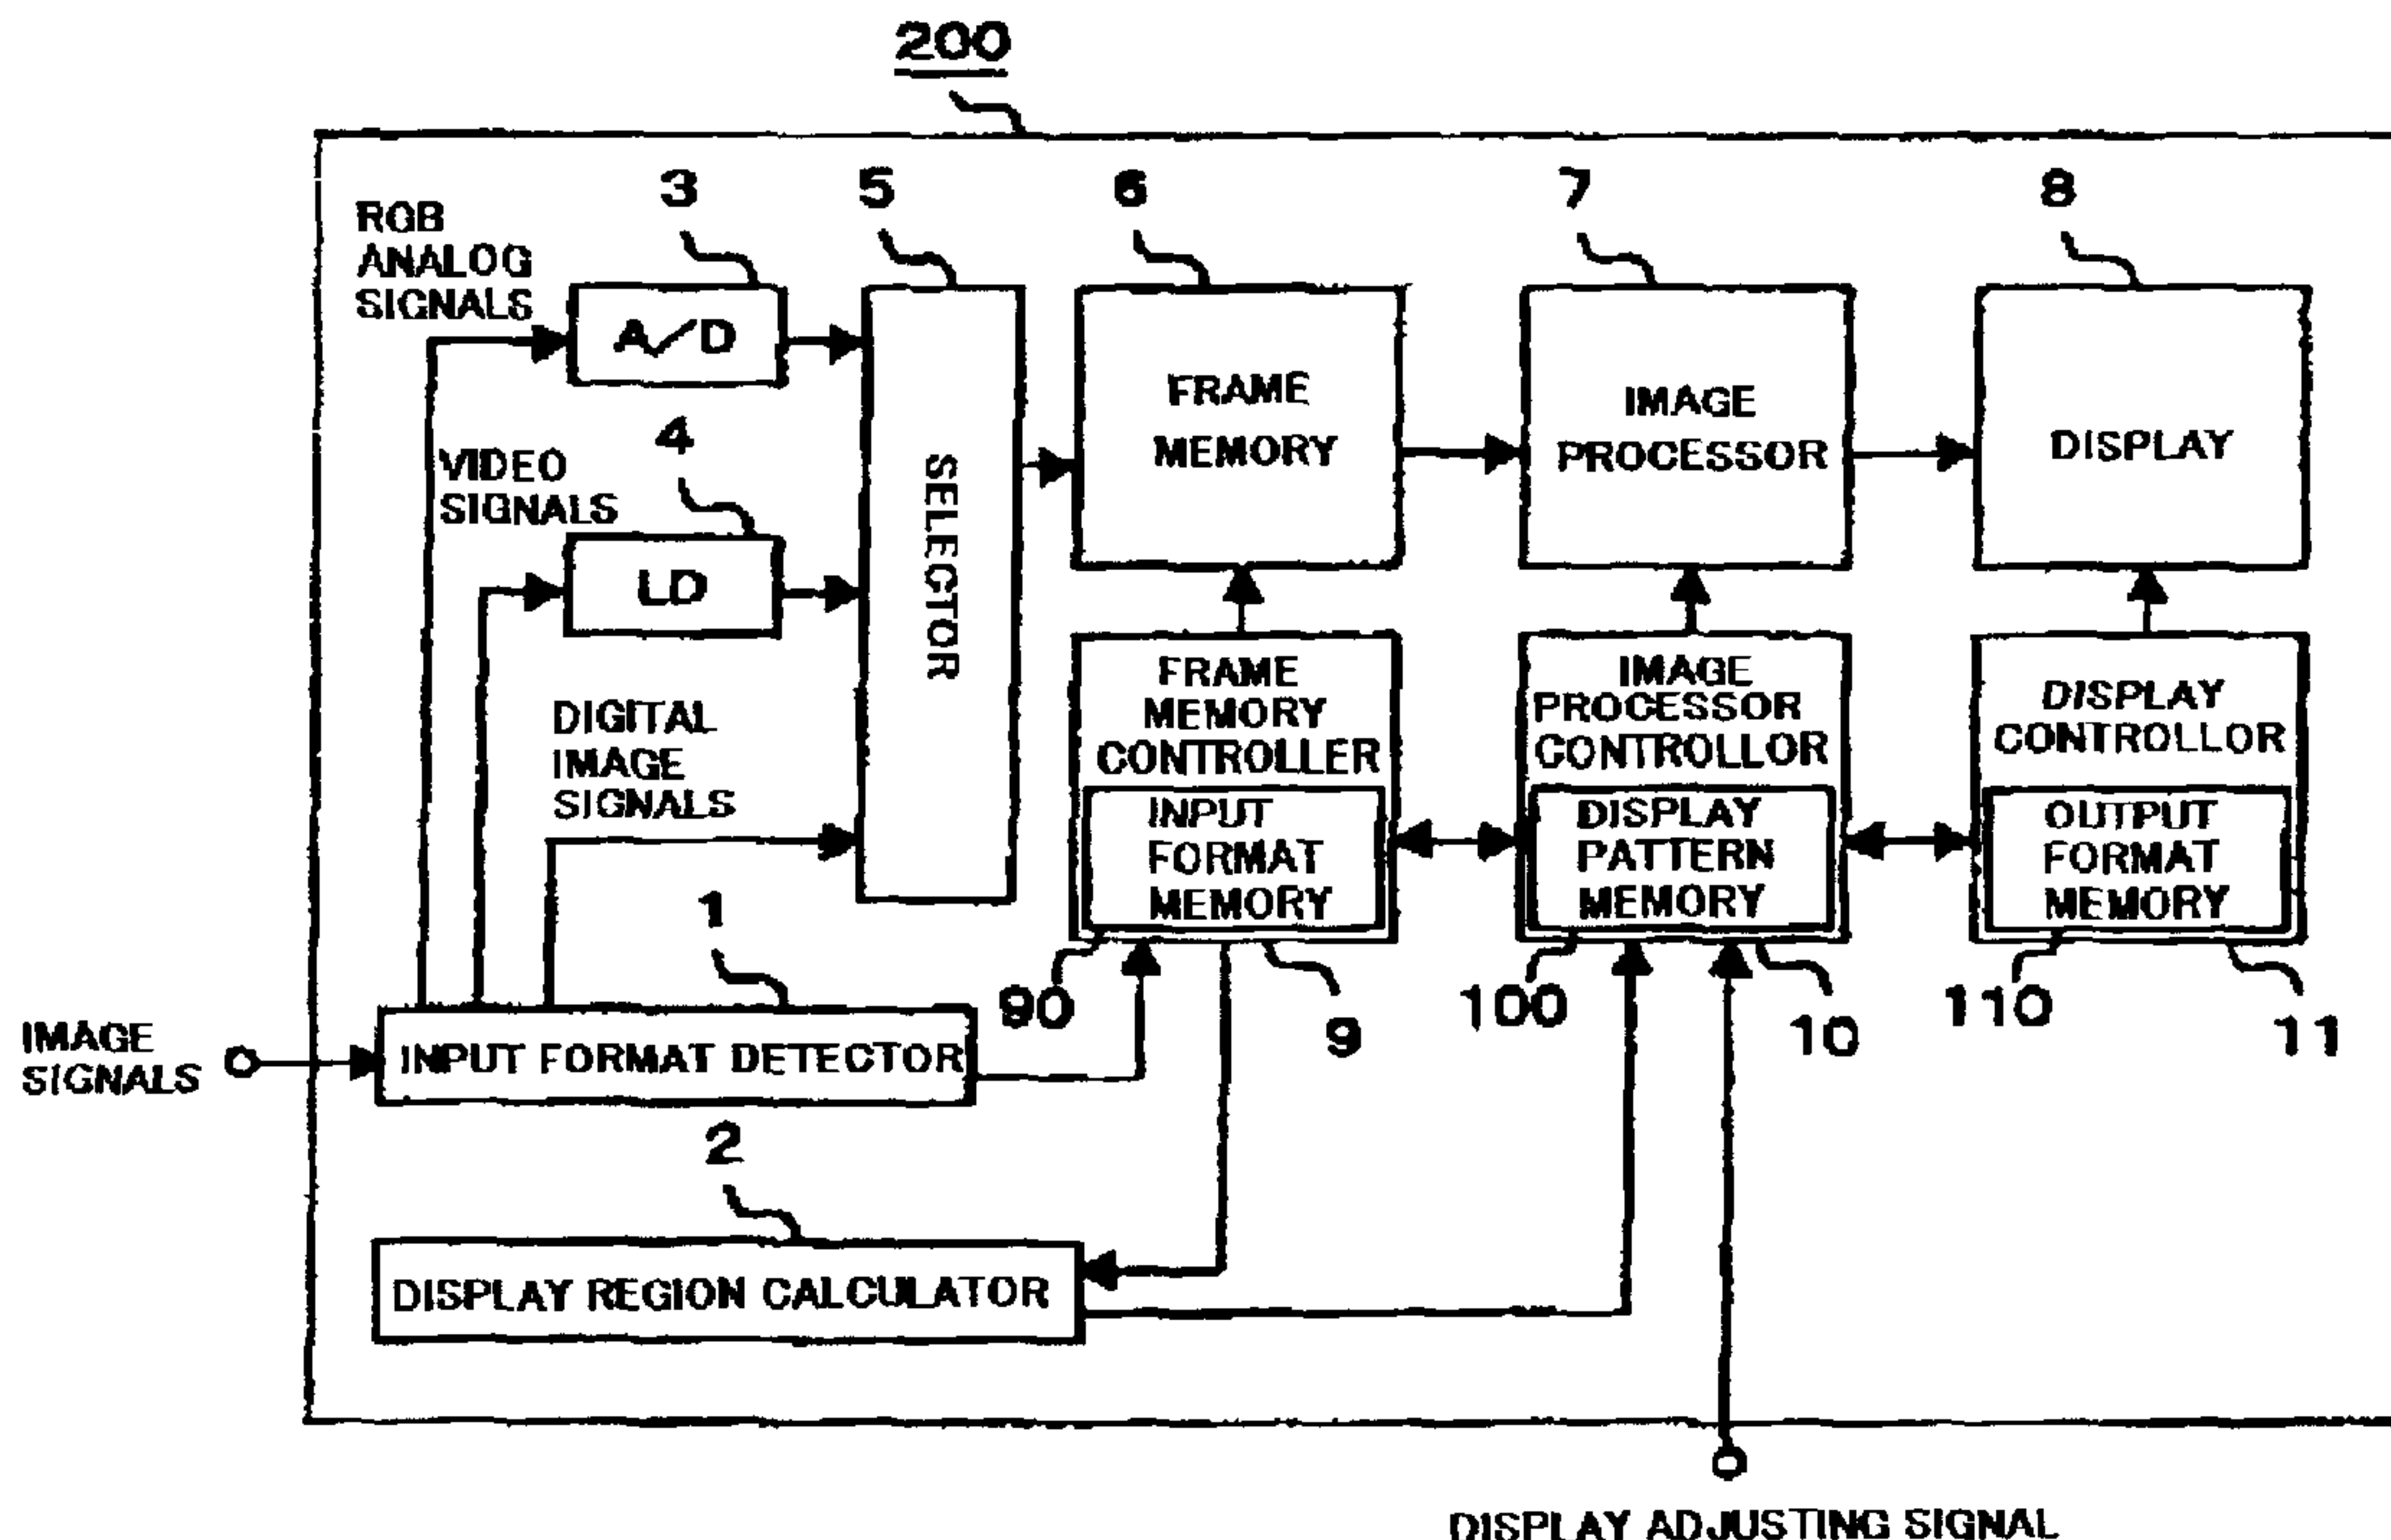 200
3
5
6
7
8
RGB
ANALOG
SIGNALS
A/D
4
VIDEO
SIGNALS
LD
SELECTOR
FRAME
MEMORY
IMAGE
PROCESSOR
DISPLAY
DIGITAL
IMAGE
SIGNALS
FRAME
MEMORY
CONTROLLER
INPUT
FORMAT
MEMORY
IMAGE
PROCESSOR
CONTROLLOR
DISPLAY
PATTERN
MEMORY
DISPLAY
CONTROLLOR
OUTPUT
FORMAT
MEMORY
1
90
9
100
10
110
11
IMAGE
SIGNALS
INPUT FORMAT DETECTOR
2
DISPLAY REGION CALCULATOR
DISPLAY ADJUSTING SIGNAL